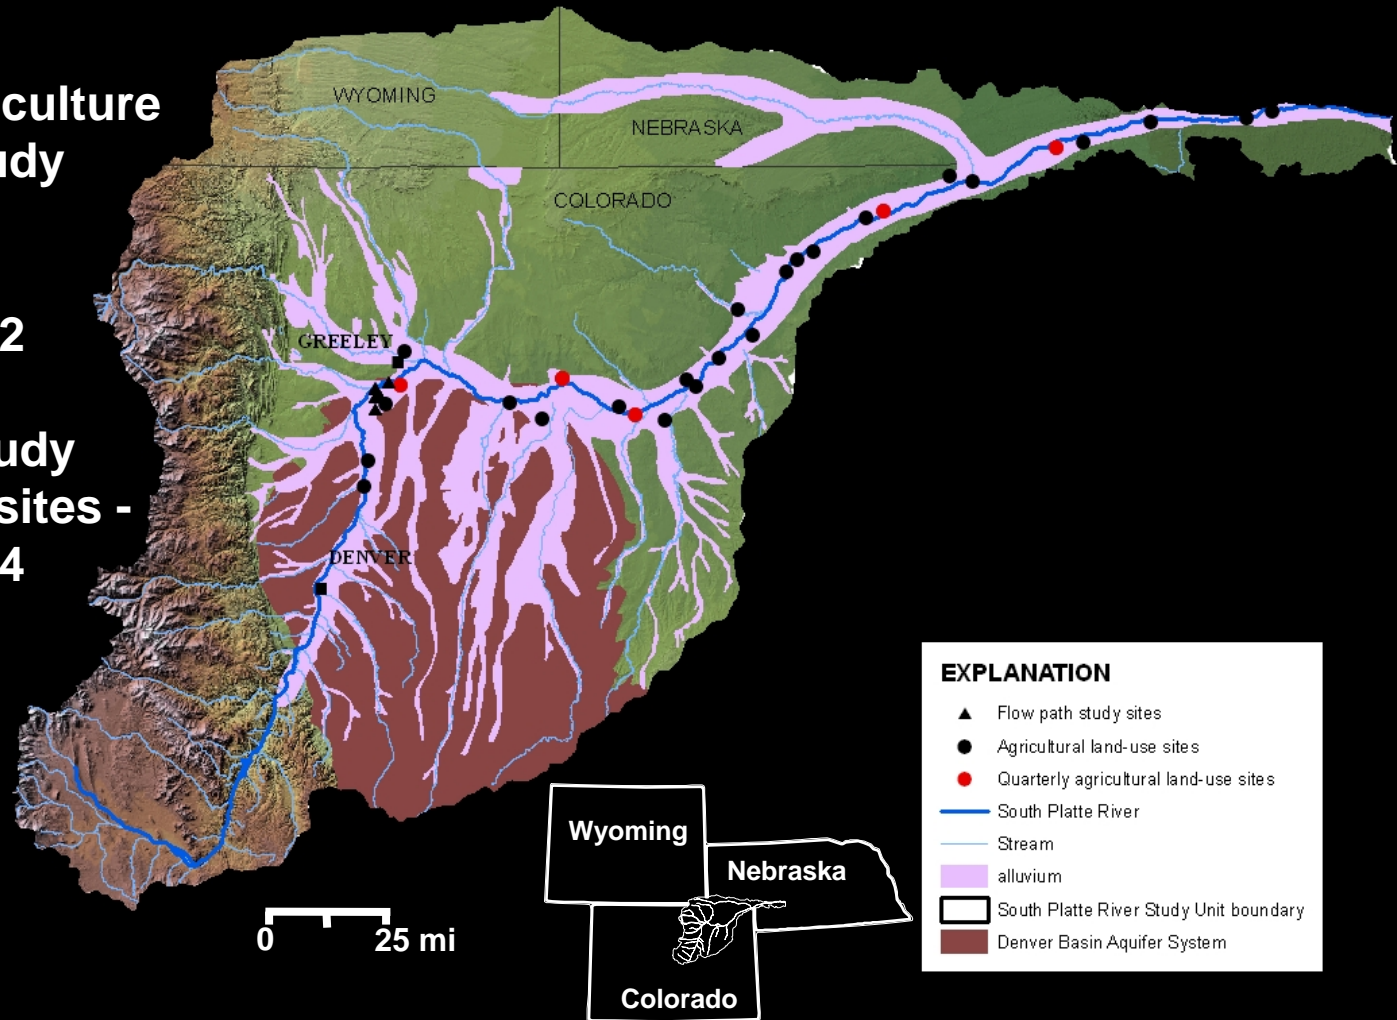 culture
udy
2
udy
sites -
4
WYOMING
NEBRASKA
COLORADO
GREELEY
DENVER
0 25 mi
Wyoming
Nebraska
Colorado
EXPLANATION
Flow path study sites
Agricultural land-use sites
Quarterly agricultural land-use sites
South Platte River
Stream
alluvium
South Platte River Study Unit boundary
Denver Basin Aquifer System